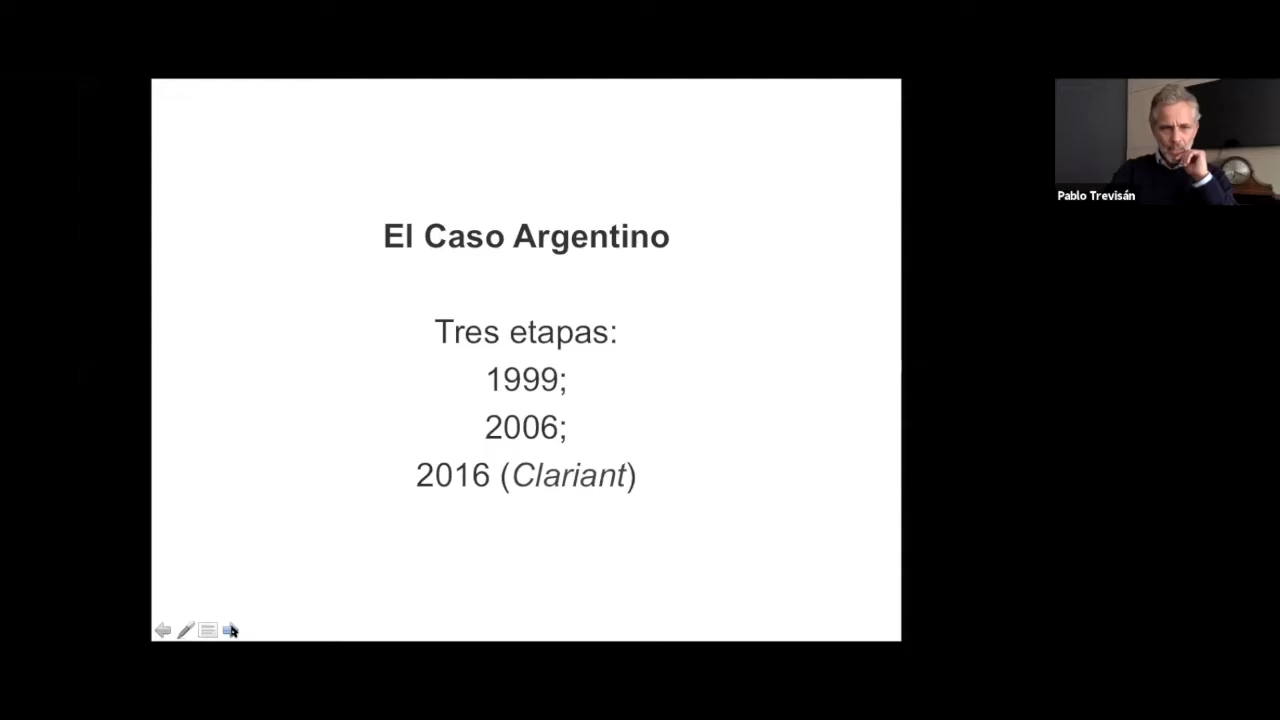 El Caso Argentino
Tres etapas:
1999;
2006;
2016 (Clariant)
Pablo Trevisán